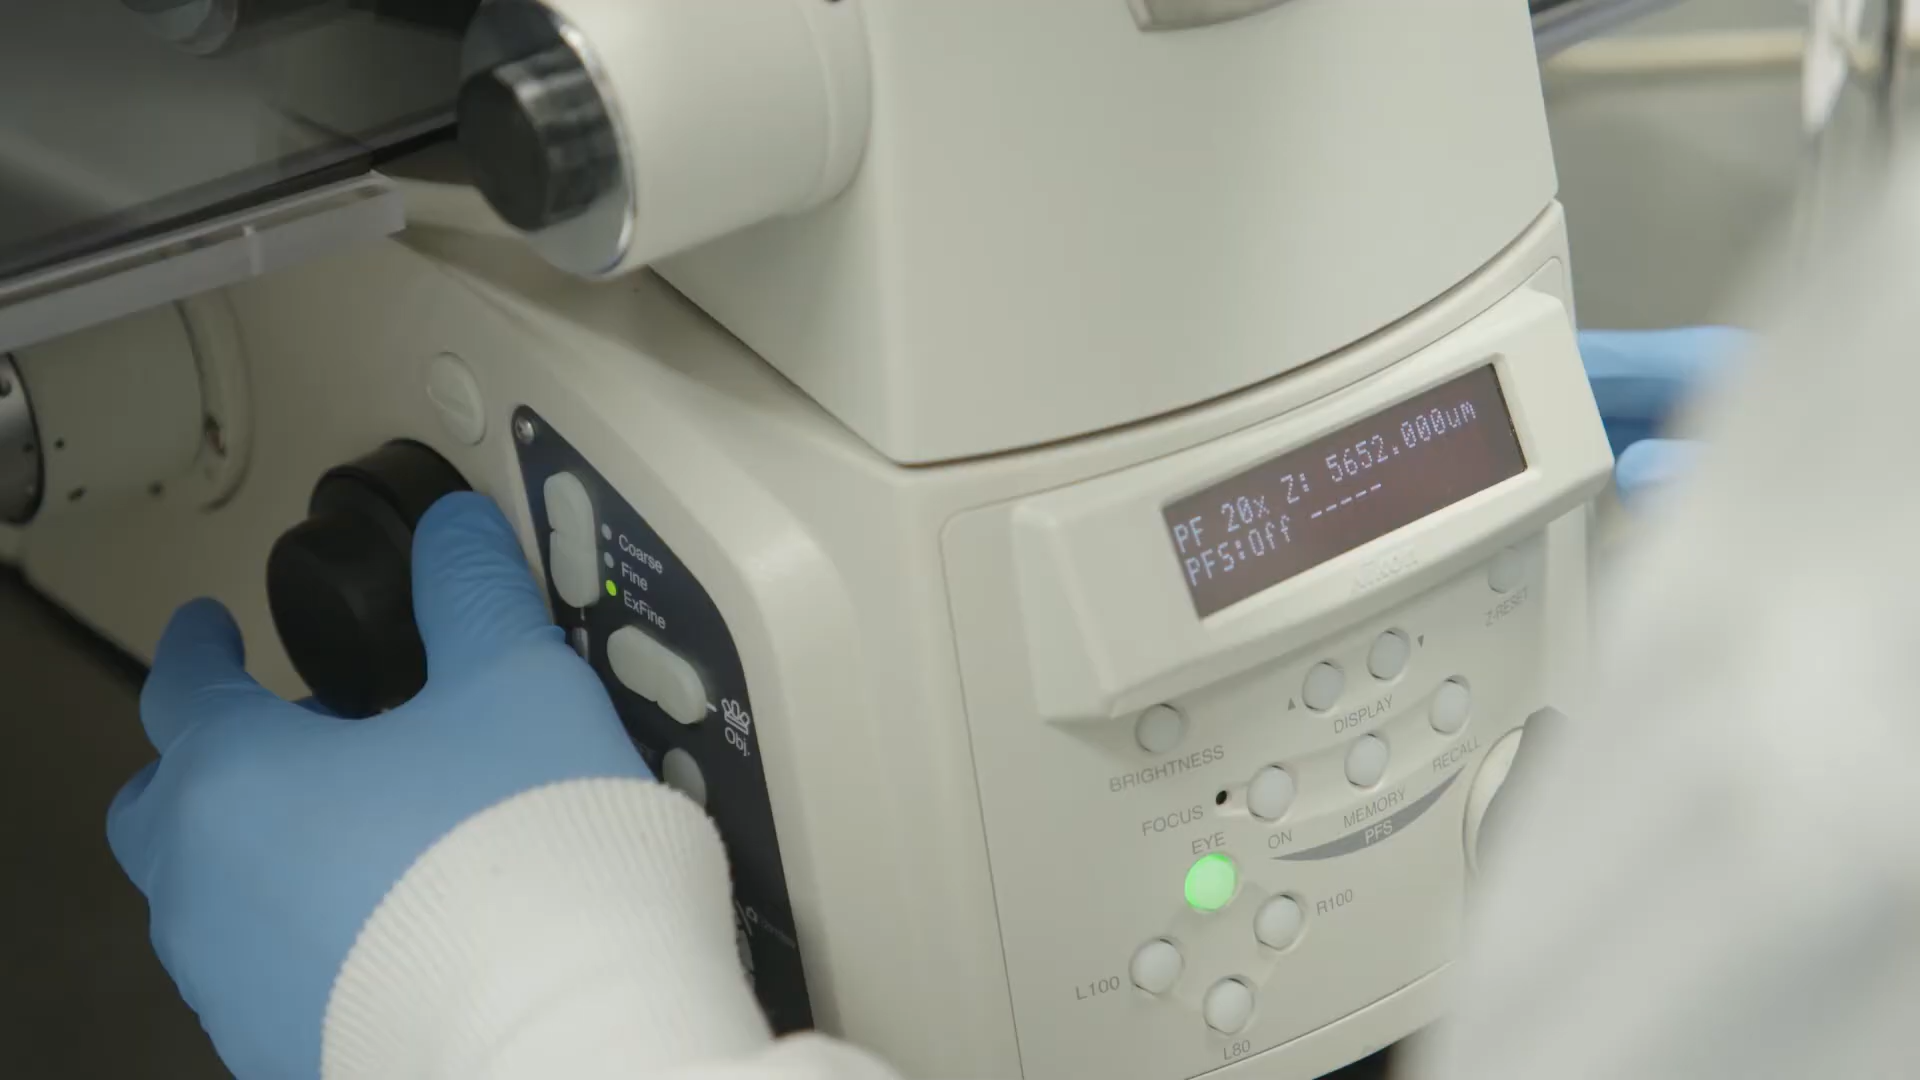 Coarse
Fine
ExFine
Obj.
PF 20x Z: 5652.000um
PFS:Off -----
Nikon
Z-RESET
DISPLAY
BRIGHTNESS
RECALL
MEMORY
FOCUS
ON
PFS
EYE
R100
L100
L80